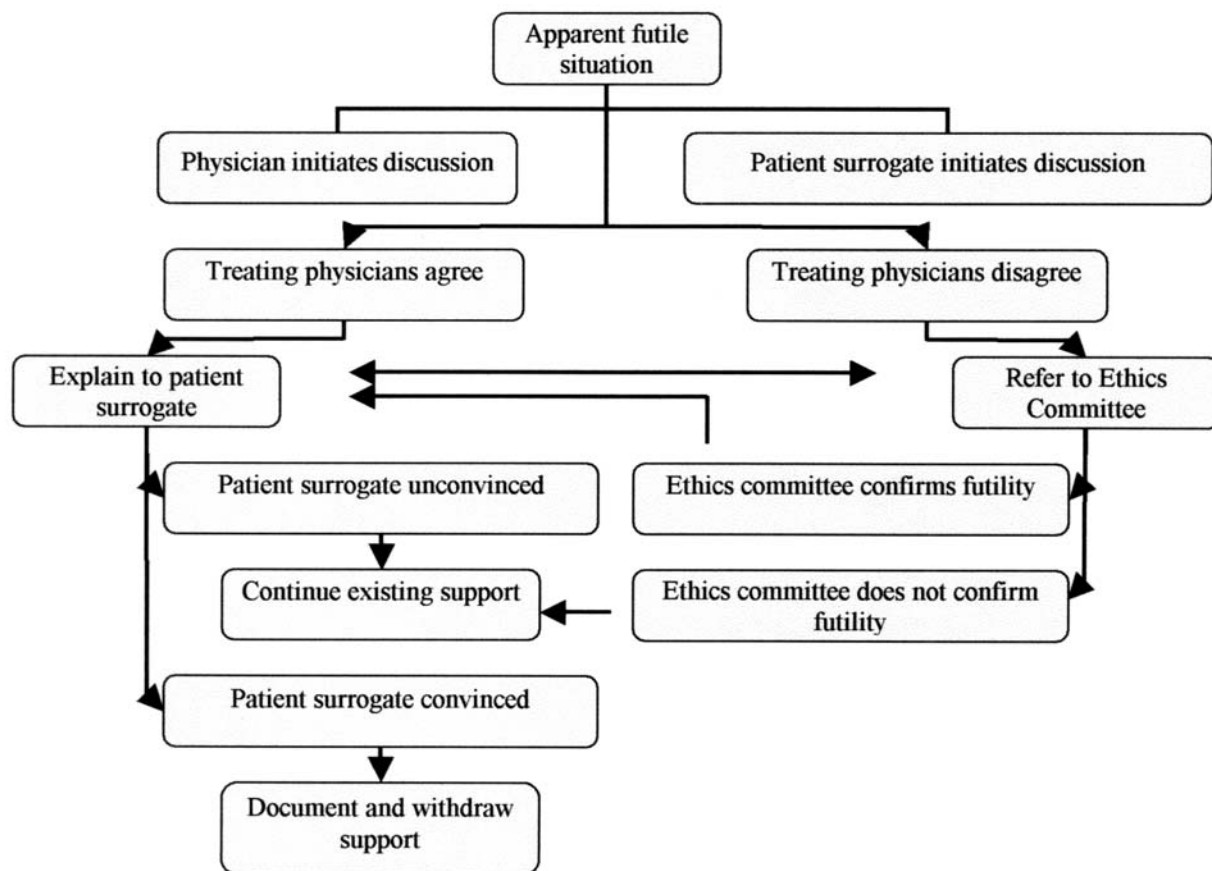 Apparent futile
situation
Physician initiates discussion
Patient surrogate initiates discussion
Treating physicians agree
Treating physicians disagree
Explain to patient
surrogate
Refer to Ethics
Committee
Patient surrogate unconvinced
Ethics committee confirms futility
Continue existing support
Ethics committee does not confirm
futility
Patient surrogate convinced
Document and withdraw
support